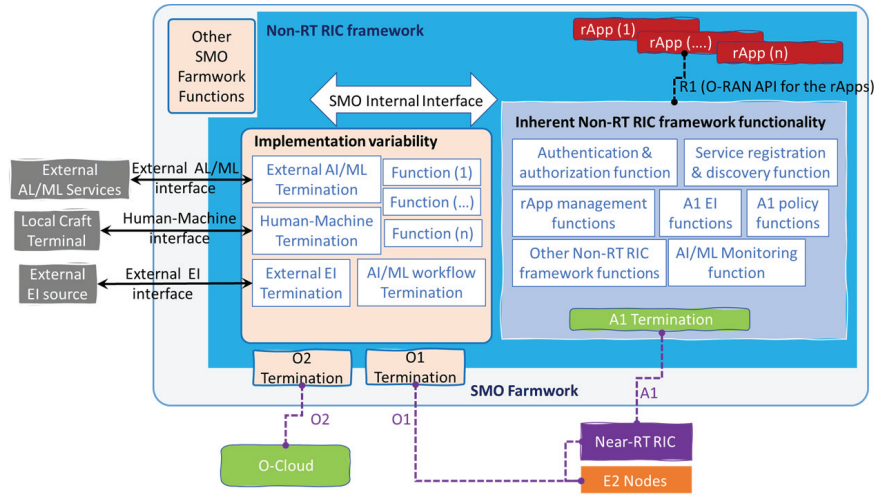 Other
SMO
Farmwork
Functions
Non-RT RIC framework
rApp (1)
rApp (....)
rApp (n)
R1 (O-RAN API for the rApps)
SMO Internal Interface
Implementation variability
External AI/ML
Termination
Function (1)
Function (...)
Human-Machine
Termination
Function (n)
External EI
Termination
AI/ML workflow
Termination
Inherent Non-RT RIC framework functionality
Authentication &
authorization function
Service registration
& discovery function
rApp management
functions
A1 EI
functions
A1 policy
functions
Other Non-RT RIC
framework functions
AI/ML Monitoring
function
A1 Termination
External
AL/ML Services
External AL/ML
interface
Local Craft
Terminal
Human-Machine
interface
External
EI source
External EI
interface
O2
Termination
O1
Termination
SMO Farmwork
O2
O1
A1
O-Cloud
Near-RT RIC
E2 Nodes